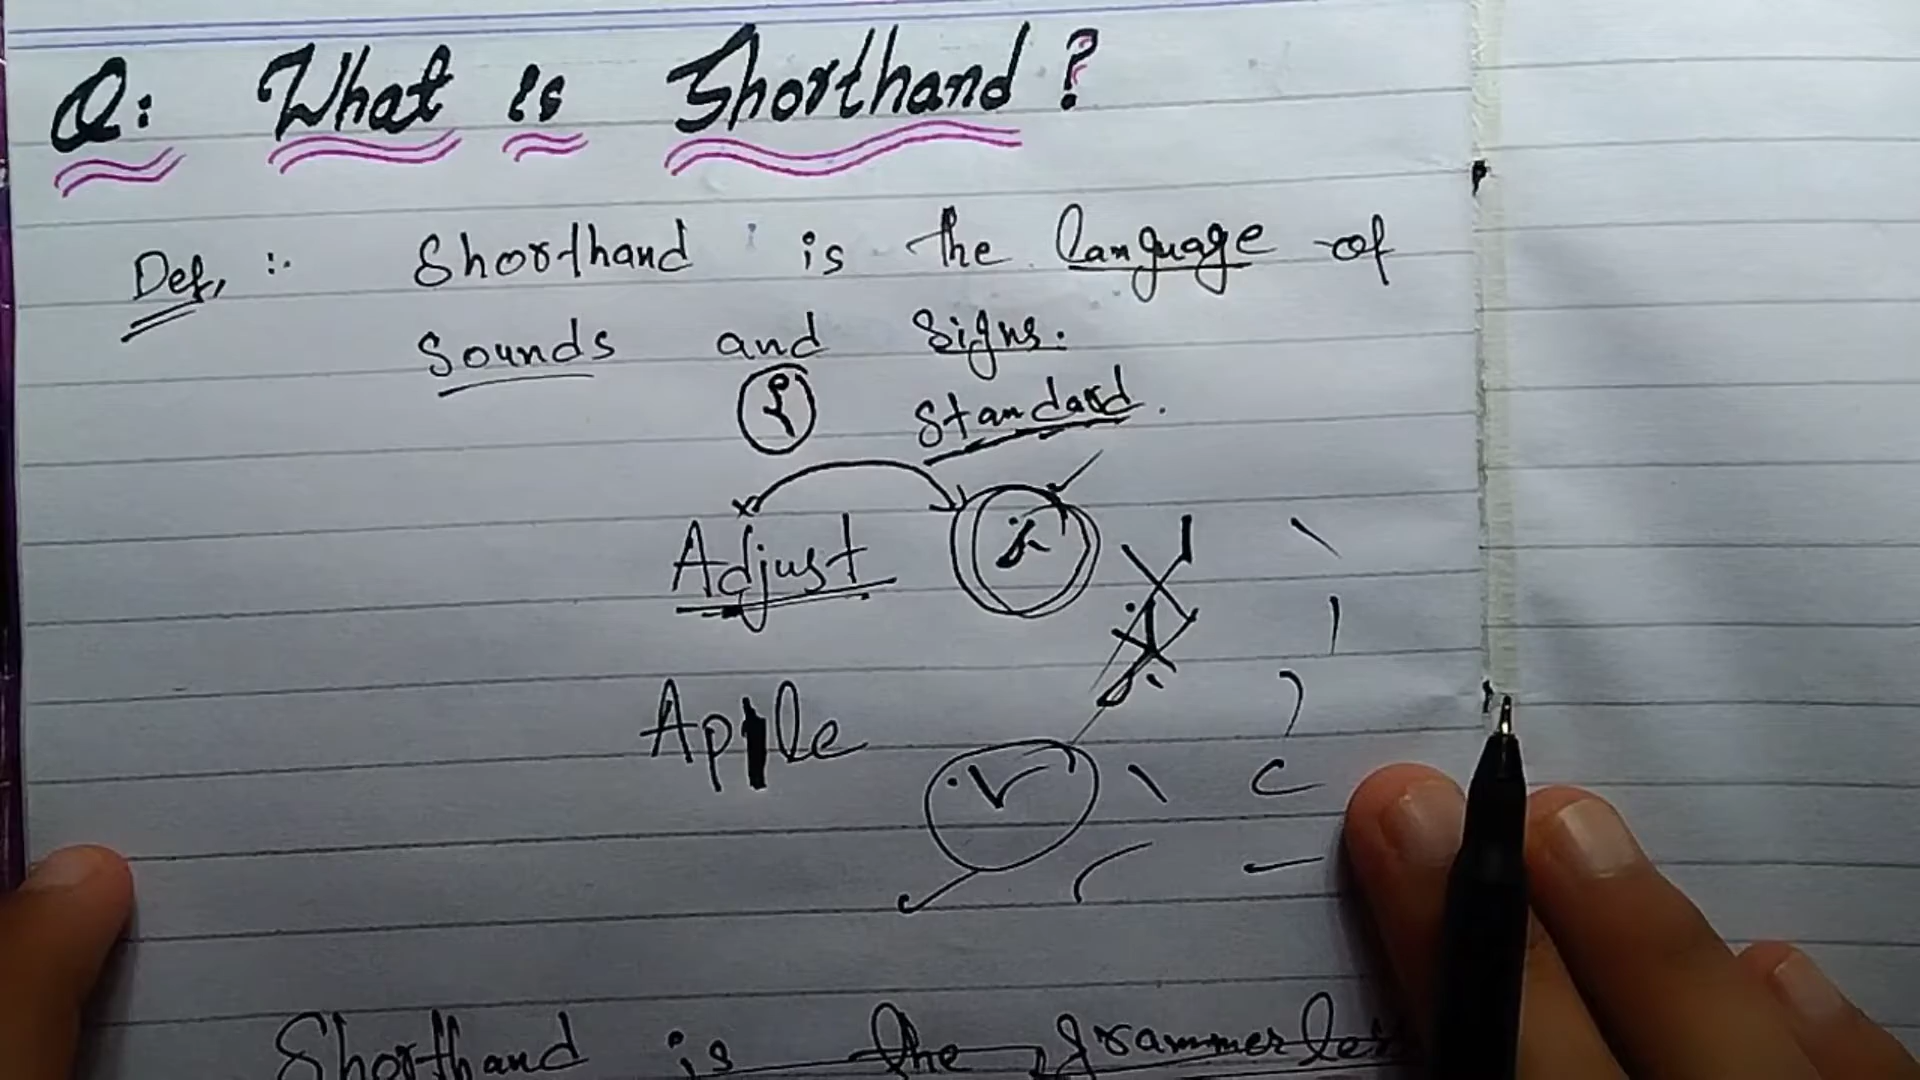 Q: What is Shorthand?
Def, :. Shorthand is the language of
Sounds and Signs.
Standard.
Adjust
Apple
Shorthand is the grammerless